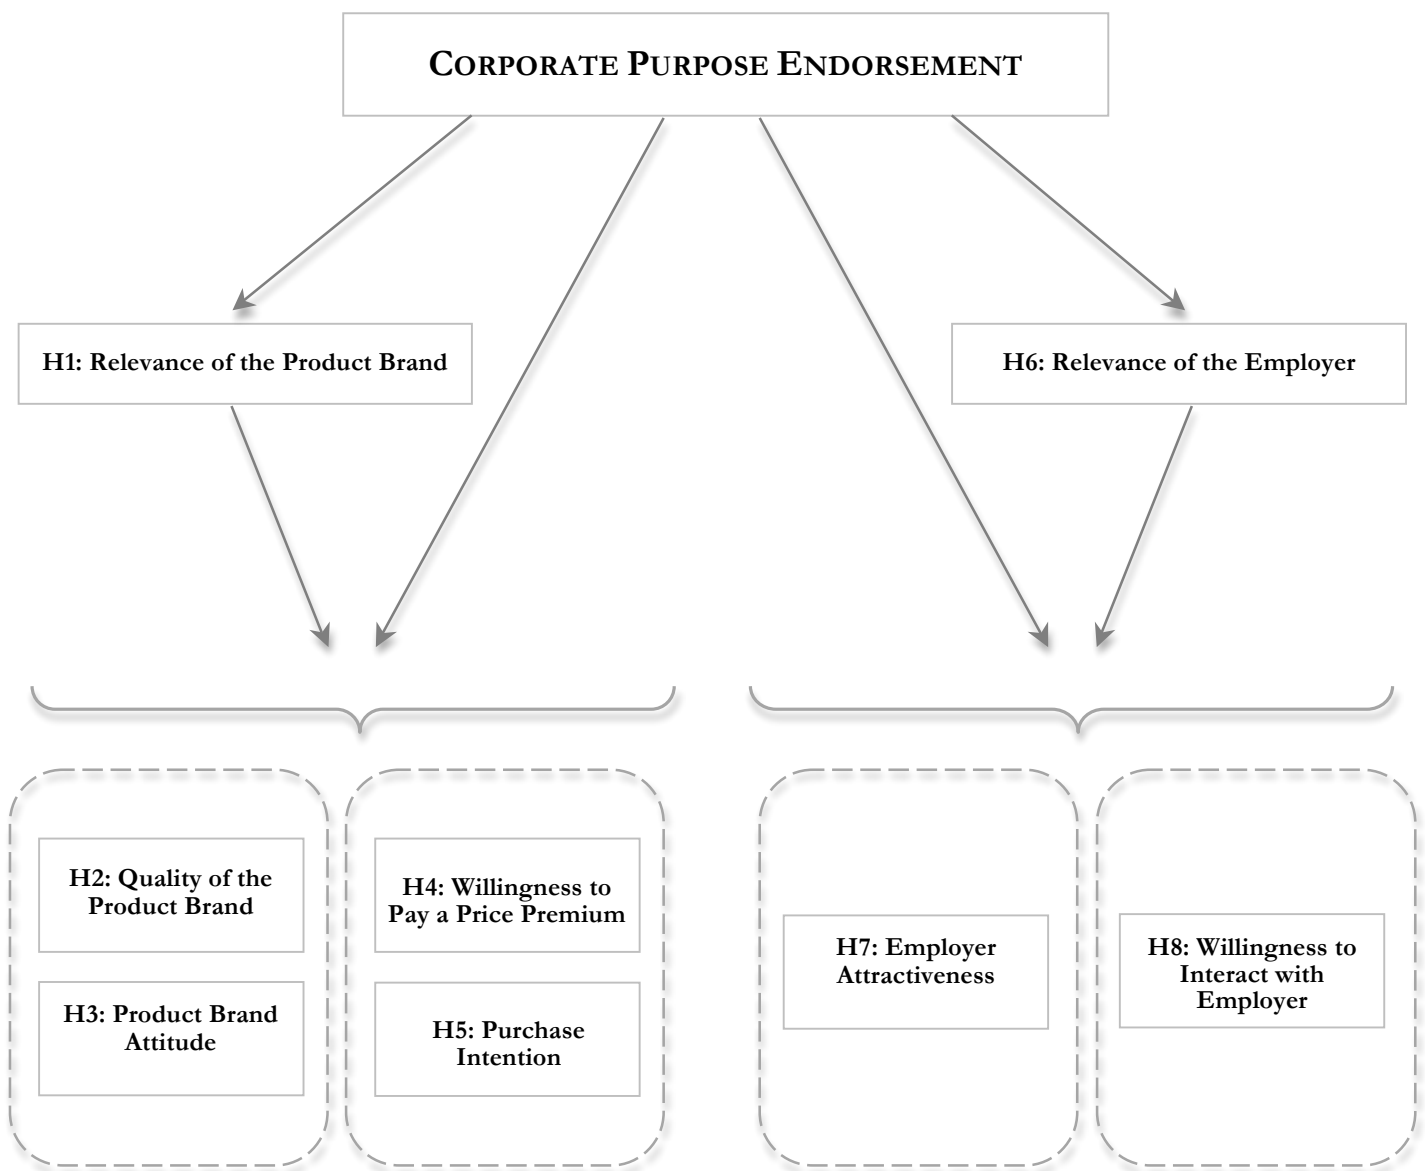 CORPORATE PURPOSE ENDORSEMENT
H1: Relevance of the Product Brand
H6: Relevance of the Employer
H2: Quality of the
Product Brand
H3: Product Brand
Attitude
H4: Willingness to
Pay a Price Premium
H5: Purchase
Intention
H7: Employer
Attractiveness
H8: Willingness to
Interact with
Employer